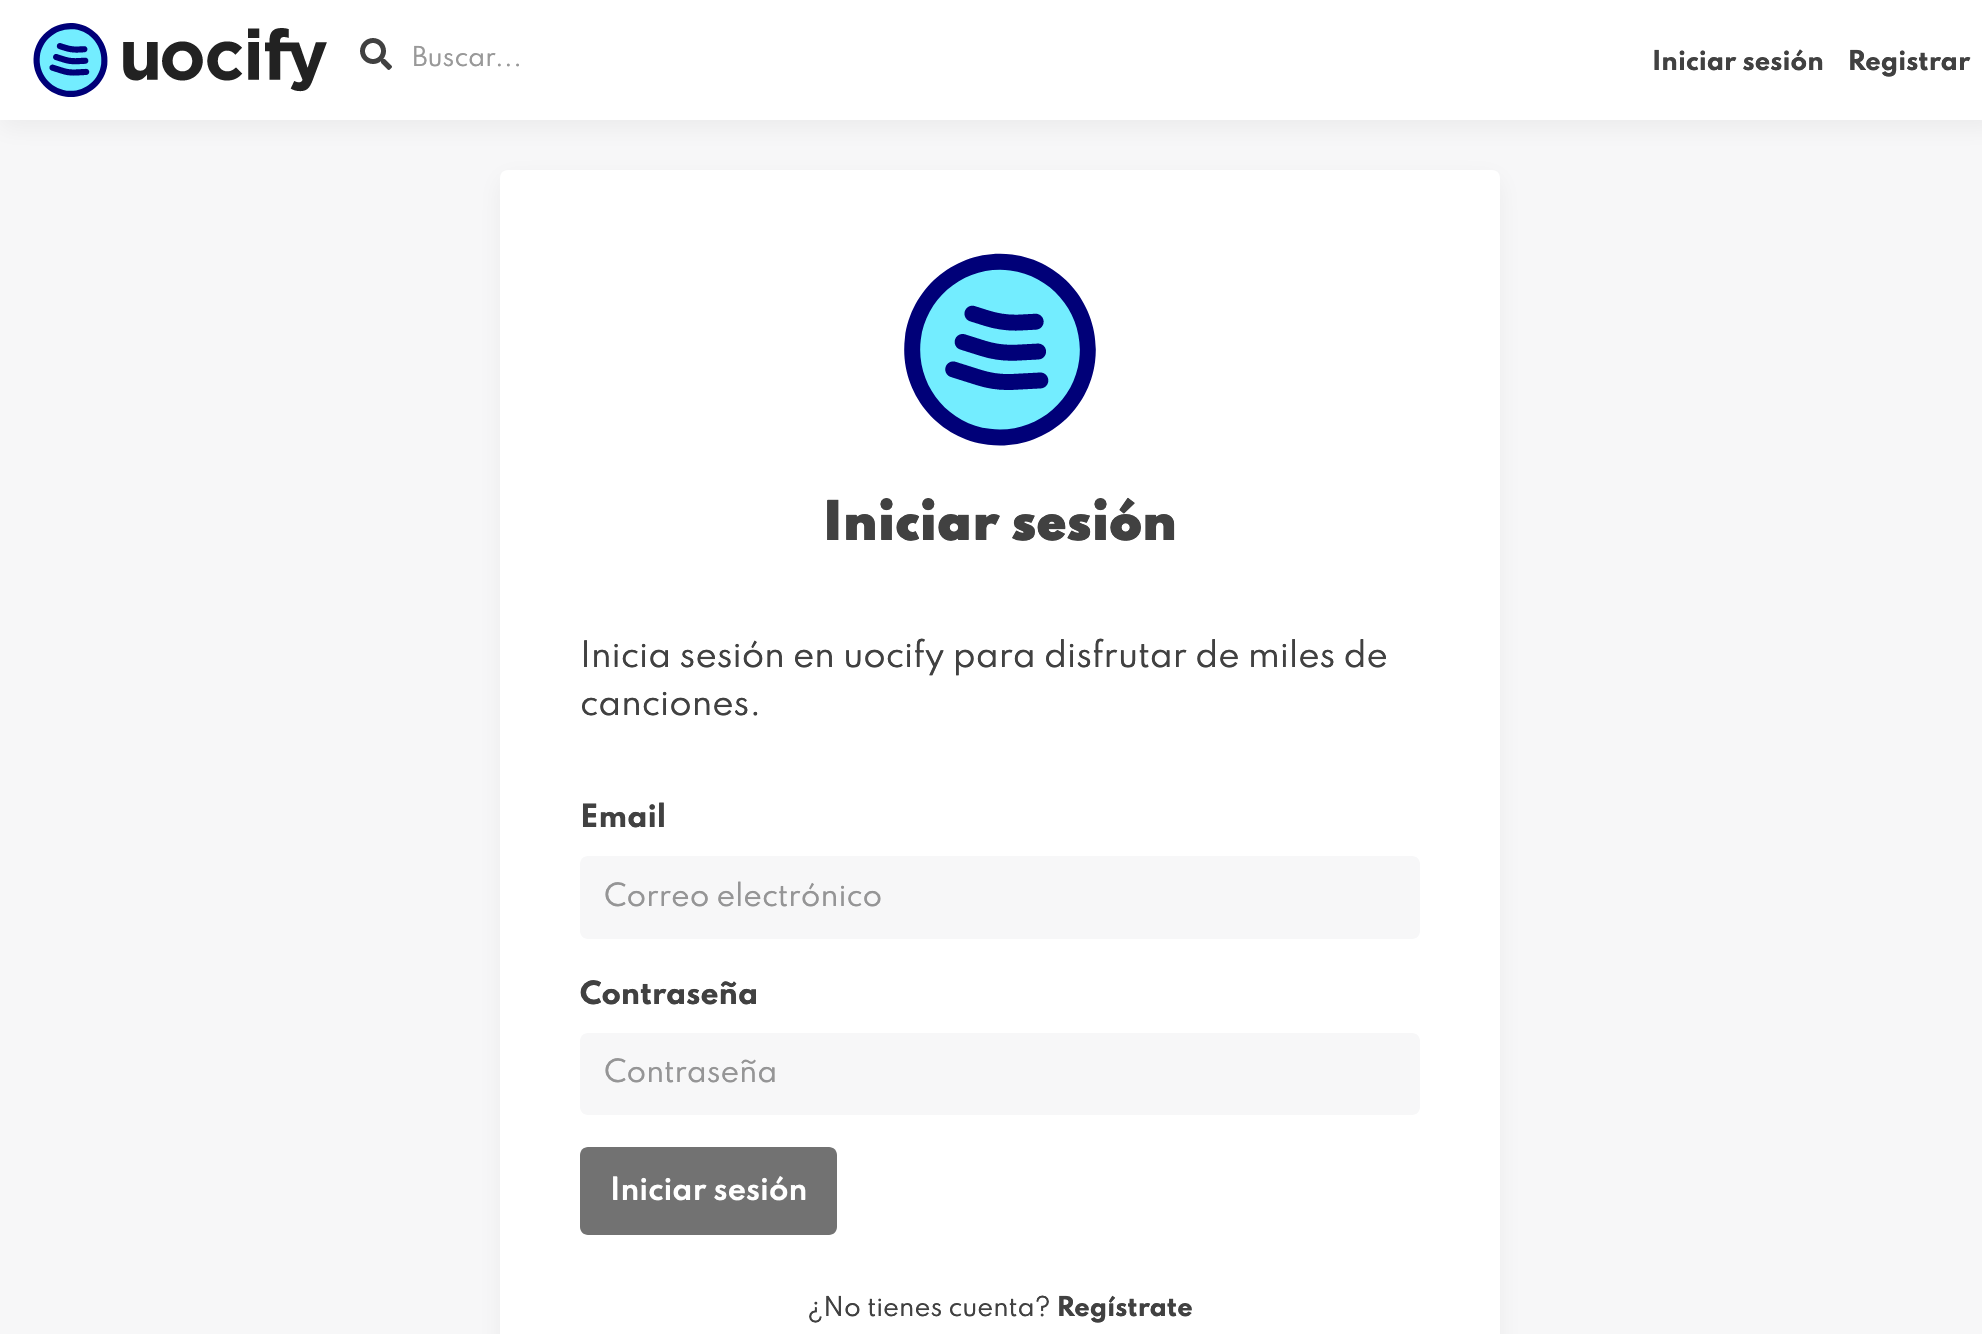 uocify
Buscar...
Iniciar sesión
Registrar
Iniciar sesión
Inicia sesión en uocify para disfrutar de miles de
canciones.
Email
Correo electrónico
Contraseña
Contraseña
Iniciar sesión
¿No tienes cuenta? Regístrate